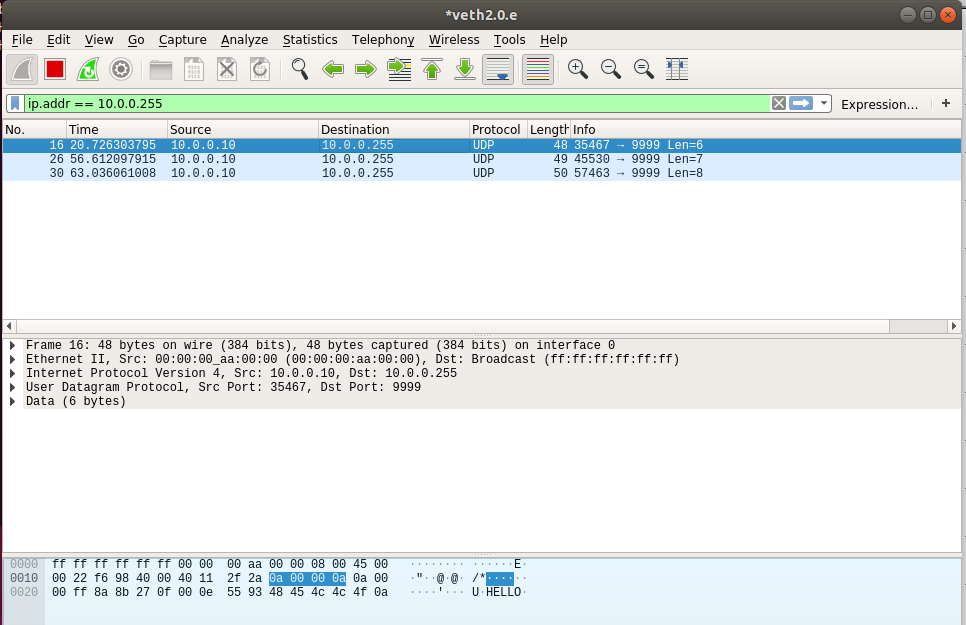 *veth2.0.e
File Edit View Go Capture Analyze Statistics Telephony Wireless Tools Help
ip.addr == 10.0.0.255 Expression… +
No. Time Source Destination Protocol Length Info
16 20.726303795 10.0.0.10 10.0.0.255 UDP 48 35467 → 9999 Len=6
26 56.612097915 10.0.0.10 10.0.0.255 UDP 49 45530 → 9999 Len=7
30 63.036061008 10.0.0.10 10.0.0.255 UDP 50 57463 → 9999 Len=8
Frame 16: 48 bytes on wire (384 bits), 48 bytes captured (384 bits) on interface 0
Ethernet II, Src: 00:00:00_aa:00:00 (00:00:00:aa:00:00), Dst: Broadcast (ff:ff:ff:ff:ff:ff)
Internet Protocol Version 4, Src: 10.0.0.10, Dst: 10.0.0.255
User Datagram Protocol, Src Port: 35467, Dst Port: 9999
Data (6 bytes)
0000 ff ff ff ff ff ff 00 00 00 aa 00 00 08 00 45 00 ········ ······E·
0010 00 22 f6 98 40 00 40 11 2f 2a 0a 00 00 0a 0a 00 ·"··@·@· /*······
0020 00 ff 8a 8b 27 0f 00 0e 55 93 48 45 4c 4c 4f 0a ····'··· U·HELLO·